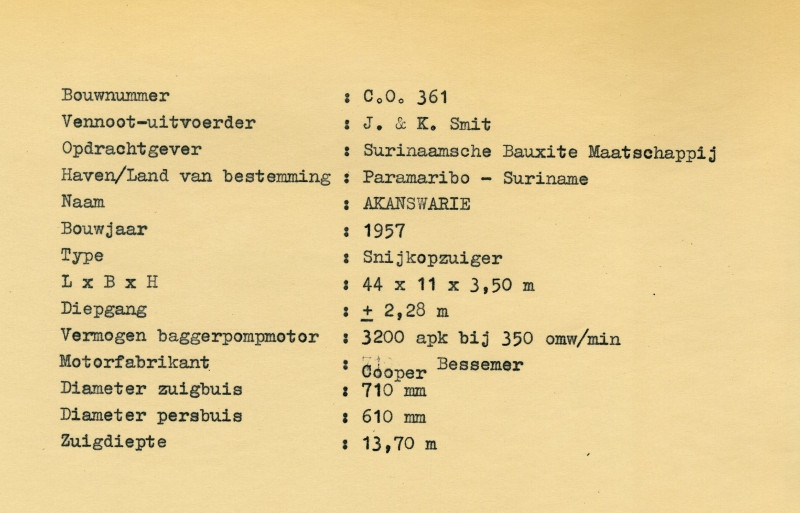 Bouwnummer : C.O. 361
Vennoot-uitvoerder : J. & K. Smit
Opdrachtgever : Surinaamsche Bauxite Maatschappij
Haven/Land van bestemming : Paramaribo - Suriname
Naam : AKANSWARIE
Bouwjaar : 1957
Type : Snijkopzuiger
L x B x H : 44 x 11 x 3,50 m
Diepgang : ± 2,28 m
Vermogen baggerpompmotor : 3200 apk bij 350 omw/min
Motorfabrikant : Cooper Bessemer
Diameter zuigbuis : 710 mm
Diameter persbuis : 610 mm
Zuigdiepte : 13,70 m